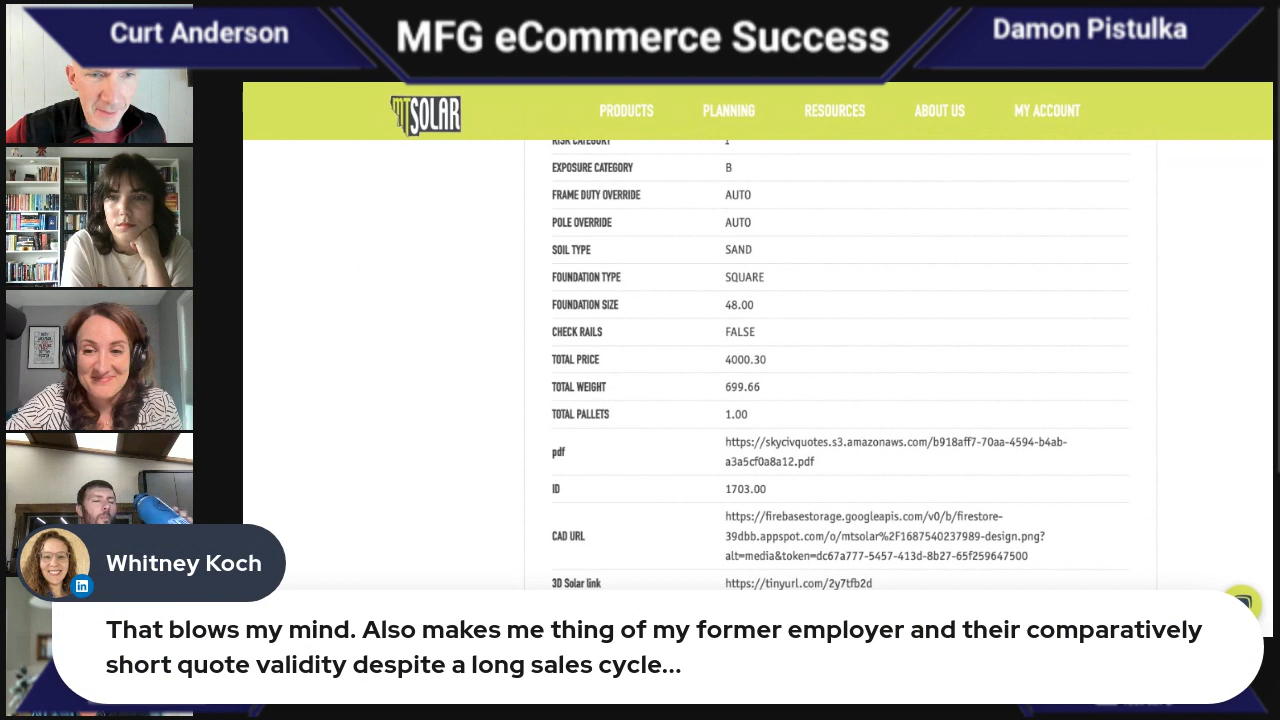 Curt Anderson
MFG eCommerce Success
Damon Pistulka
MTSOLAR
PRODUCTS PLANNING RESOURCES ABOUT US MY ACCOUNT
RISK CATEGORY I
EXPOSURE CATEGORY B
FRAME DUTY OVERRIDE AUTO
POLE OVERRIDE AUTO
SOIL TYPE SAND
FOUNDATION TYPE SQUARE
FOUNDATION SIZE 48.00
CHECK RAILS FALSE
TOTAL PRICE 4000.30
TOTAL WEIGHT 699.66
TOTAL PALLETS 1.00
pdf https://skycivquotes.s3.amazonaws.com/b918aff7-70aa-4594-b4ab-
a3a5cf0a8a12.pdf
ID 1703.00
CAD URL https://firebasestorage.googleapis.com/v0/b/firestore-
39dbb.appspot.com/o/mtsolar%2F1687540237989-design.png?
alt=media&token=dc67a777-5457-413d-8b27-65f259647500
3D Solar link https://tinyurl.com/2y7tfb2d
Whitney Koch
in
That blows my mind. Also makes me thing of my former employer and their comparatively
short quote validity despite a long sales cycle...